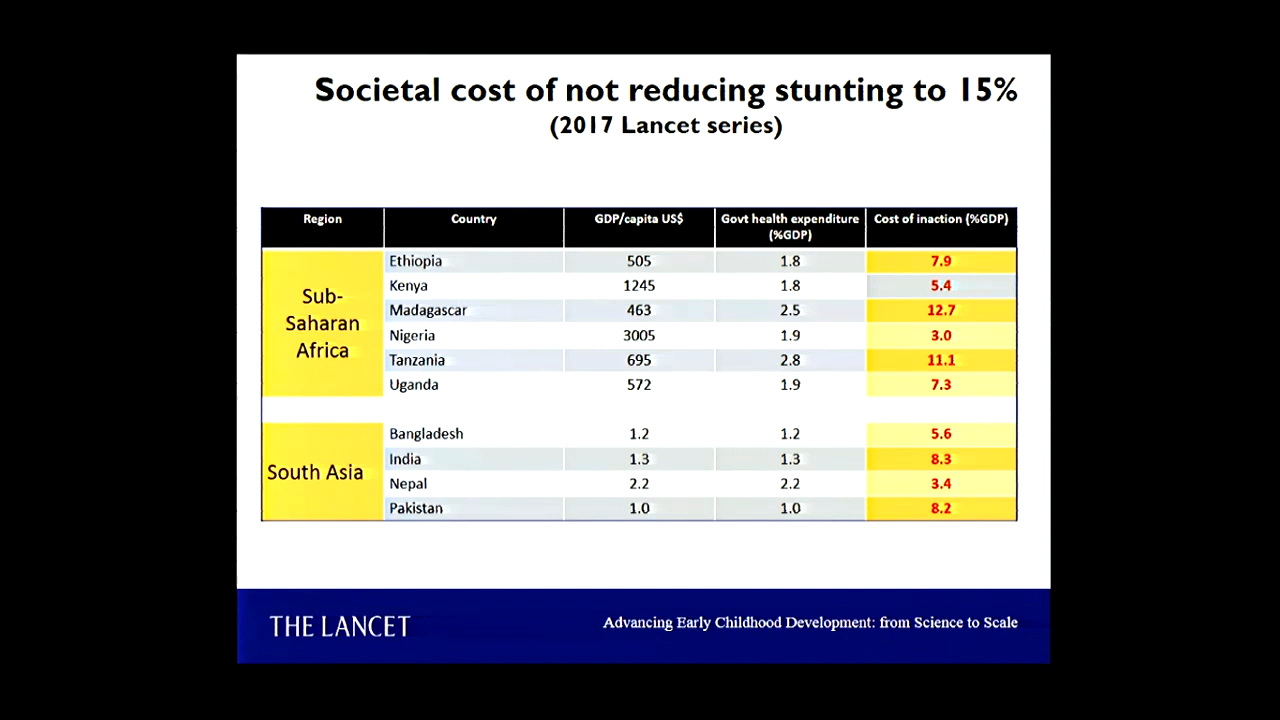 Societal cost of not reducing stunting to 15%
(2017 Lancet series)
Region Country GDP/capita US$ Govt health expenditure (%GDP) Cost of inaction (%GDP)
Sub-Saharan Africa
Ethiopia 505 1.8 7.9
Kenya 1245 1.8 5.4
Madagascar 463 2.5 12.7
Nigeria 3005 1.9 3.0
Tanzania 695 2.8 11.1
Uganda 572 1.9 7.3
South Asia
Bangladesh 1.2 1.2 5.6
India 1.3 1.3 8.3
Nepal 2.2 2.2 3.4
Pakistan 1.0 1.0 8.2
THE LANCET
Advancing Early Childhood Development: from Science to Scale